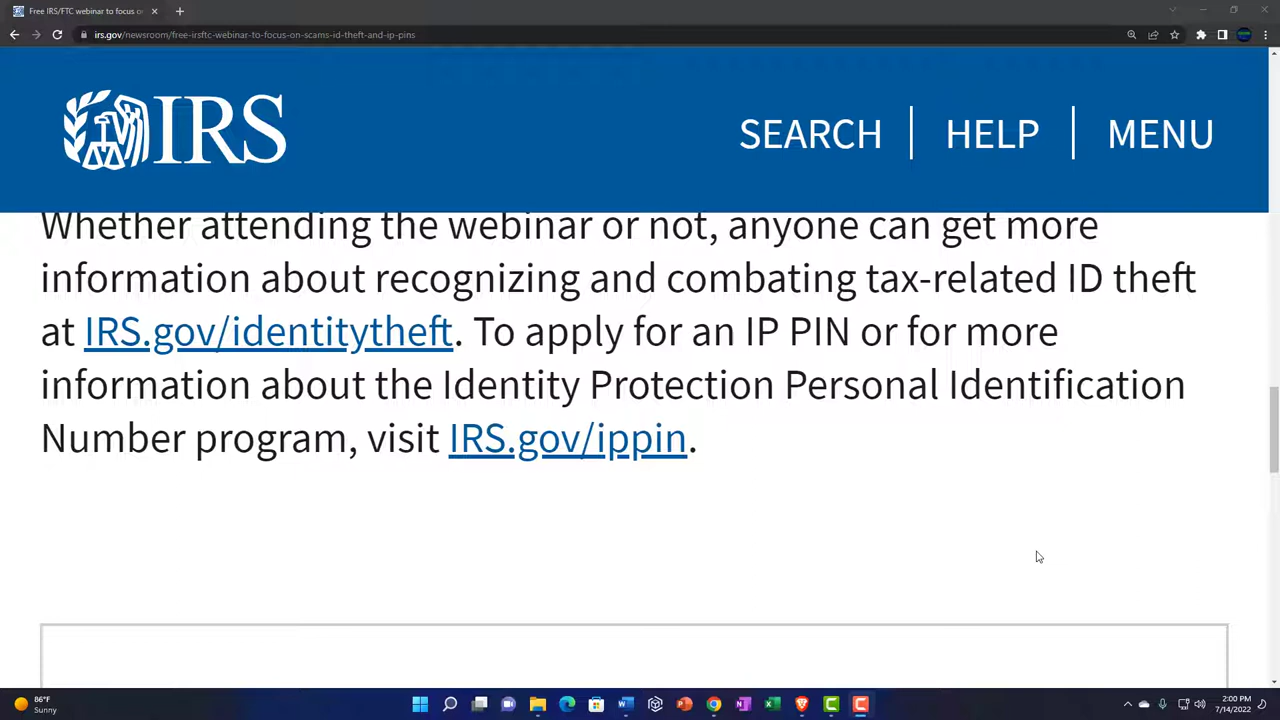 Free IRS/FTC webinar to focus o
irs.gov/newsroom/free-irsftc-webinar-to-focus-on-scams-id-theft-and-ip-pins
IRS
SEARCH
HELP
MENU
Whether attending the webinar or not, anyone can get more
information about recognizing and combating tax-related ID theft
at IRS.gov/identitytheft. To apply for an IP PIN or for more
information about the Identity Protection Personal Identification
Number program, visit IRS.gov/ippin.
86°F
Sunny
2:00 PM
7/14/2022